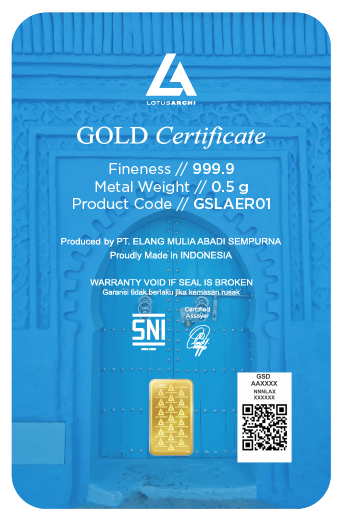 LOTUSARCHI
GOLD Certificate
Fineness // 999.9
Metal Weight // 0.5 g
Product Code // GSLAER01
Produced by PT. ELANG MULIA ABADI SEMPURNA
Proudly Made in INDONESIA
WARRANTY VOID IF SEAL IS BROKEN
Garansi tidak berlaku jika kemasan rusak
SNI
Certified
Assayer
GSD
AAXXXX
NNNLAX
XXXXXX